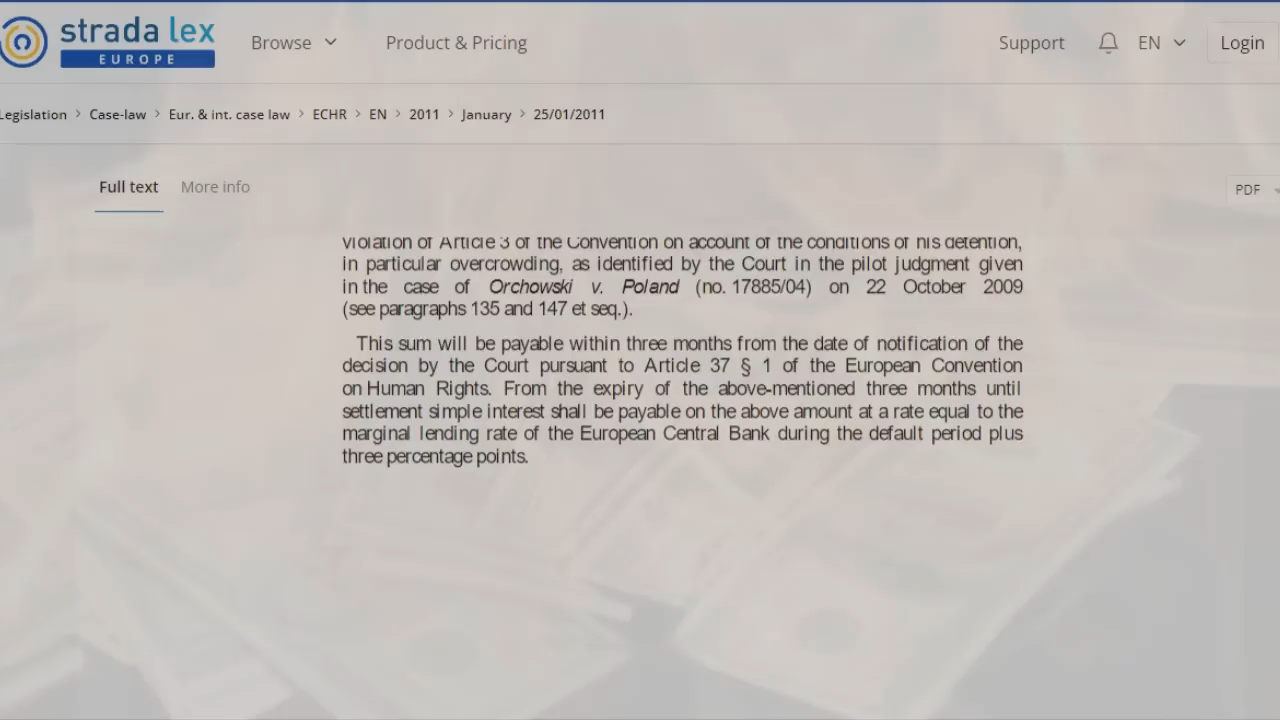 strada lex
EUROPE
Browse
Product & Pricing
Support
EN
Login
Legislation > Case-law > Eur. & int. case law > ECHR > EN > 2011 > January > 25/01/2011
Full text
More info
PDF
violation of Article 3 of the Convention on account of the conditions of his detention,
in particular overcrowding, as identified by the Court in the pilot judgment given
in the case of Orchowski v. Poland (no. 17885/04) on 22 October 2009
(see paragraphs 135 and 147 et seq.).
This sum will be payable within three months from the date of notification of the
decision by the Court pursuant to Article 37 § 1 of the European Convention
on Human Rights. From the expiry of the above-mentioned three months until
settlement simple interest shall be payable on the above amount at a rate equal to the
marginal lending rate of the European Central Bank during the default period plus
three percentage points.